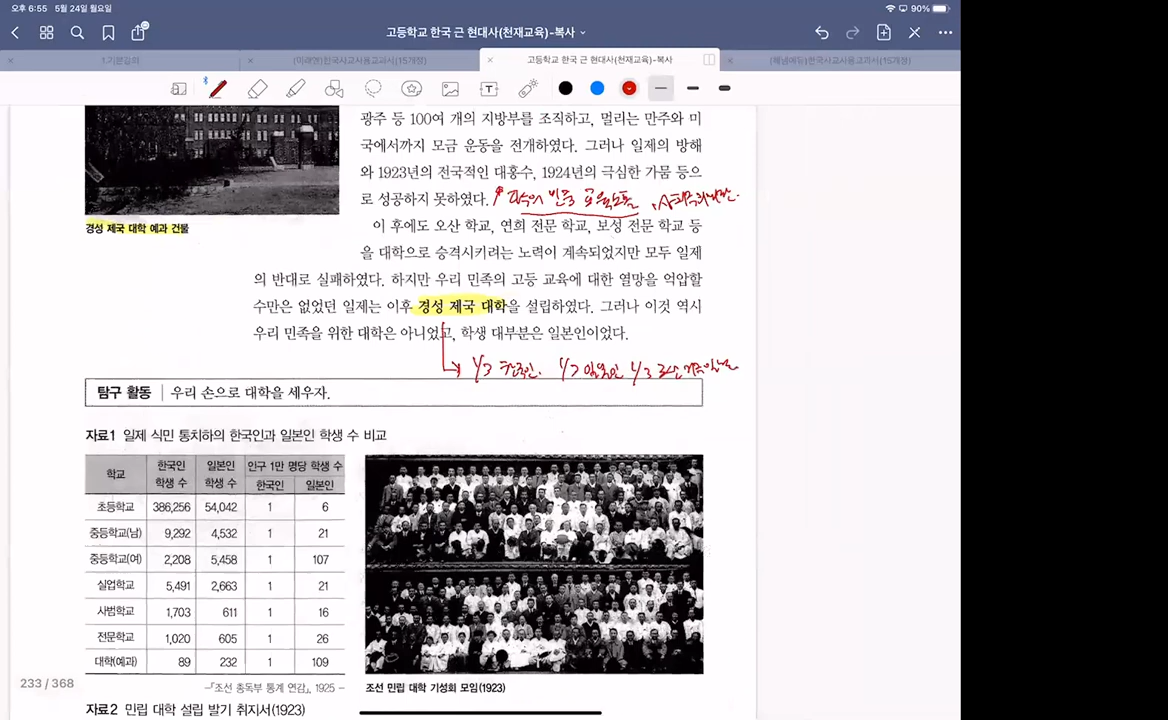 오후 6:55 5월 24일 월요일
90%
고등학교 한국 근 현대사(천재교육)-복사
1.기본강의
(미래엔)한국사교사용교과서(15개정)
고등학교 한국 근 현대사(천재교육)-복사
(해냄에듀)한국사교사용교과서(15개정)
광주 등 100여 개의 지방부를 조직하고, 멀리는 만주와 미
국에서까지 모금 운동을 전개하였다. 그러나 일제의 방해
와 1923년의 전국적인 대홍수, 1924년의 극심한 가뭄 등으
로 성공하지 못하였다.
경성 제국 대학 예과 건물
이 후에도 오산 학교, 연희 전문 학교, 보성 전문 학교 등
을 대학으로 승격시키려는 노력이 계속되었지만 모두 일제
의 반대로 실패하였다. 하지만 우리 민족의 고등 교육에 대한 열망을 억압할
수만은 없었던 일제는 이후 경성 제국 대학을 설립하였다. 그러나 이것 역시
우리 민족을 위한 대학은 아니었고, 학생 대부분은 일본인이었다.
1/3 한국인. 1/3 일본인 1/3 조선
탐구 활동 우리 손으로 대학을 세우자.
자료1 일제 식민 통치하의 한국인과 일본인 학생 수 비교
학교 한국인 학생 수 일본인 학생 수 인구 1만 명당 학생 수
한국인 일본인
초등학교 386,256 54,042 1 6
중등학교(남) 9,292 4,532 1 21
중등학교(여) 2,208 5,458 1 107
실업학교 5,491 2,663 1 21
사범학교 1,703 611 1 16
전문학교 1,020 605 1 26
대학(예과) 89 232 1 109
-「조선 총독부 통계 연감」, 1925 -
조선 민립 대학 기성회 모임(1923)
233 / 368
자료2 민립 대학 설립 발기 취지서(1923)